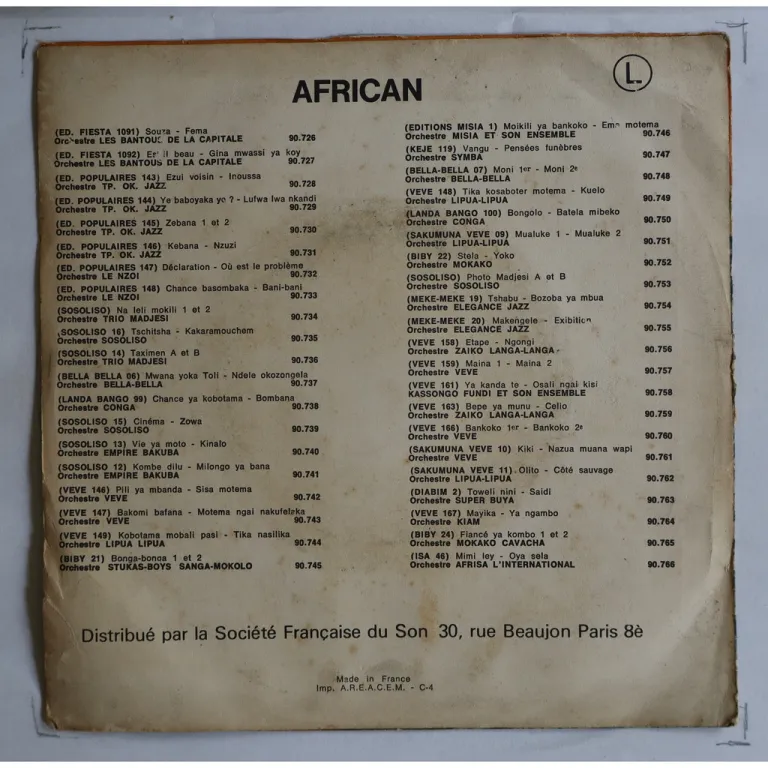 AFRICAN
L.
(ED. FIESTA 1091) Souza - Fema
Orchestre LES BANTOUS DE LA CAPITALE 90.726
(ED. FIESTA 1092) Et il beau - Gina mwassi ya koy
Orchestre LES BANTOUS DE LA CAPITALE 90.727
(ED. POPULAIRES 143) Ezui voisin - Inoussa
Orchestre TP. OK. JAZZ 90.728
(ED. POPULAIRES 144) Ye baboyaka ye ? - Lufwa lwa nkandi
Orchestre TP. OK. JAZZ 90.729
(ED. POPULAIRES 145) Zebana 1 et 2
Orchestre TP. OK. JAZZ 90.730
(ED. POPULAIRES 146) Kebana - Nzuzi
Orchestre TP. OK. JAZZ 90.731
(ED. POPULAIRES 147) Déclaration - Où est le problème
Orchestre LE NZOI 90.732
(ED. POPULAIRES 148) Chance basombaka - Bani-bani
Orchestre LE NZOI 90.733
(SOSOLISO) Na leli mokili 1 et 2
Orchestre TRIO MADJESI 90.734
(SOSOLISO 16) Tschitsha - Kakaramouchem
Orchestre SOSOLISO 90.735
(SOSOLISO 14) Taximen A et B
Orchestre TRIO MADJESI 90.736
(BELLA BELLA 06) Mwana yoka Toli - Ndele okozongela
Orchestre BELLA-BELLA 90.737
(LANDA BANGO 99) Chance ya kobotama - Bombana
Orchestre CONGA 90.738
(SOSOLISO 15) Cinéma - Zowa
Orchestre SOSOLISO 90.739
(SOSOLISO 13) Vie ya moto - Kinalo
Orchestre EMPIRE BAKUBA 90.740
(SOSOLISO 12) Kombe dilu - Milongo ya bana
Orchestre EMPIRE BAKUBA 90.741
(VEVE 146) Pili ya mbanda - Sisa motema
Orchestre VEVE 90.742
(VEVE 147) Bakomi bafana - Motema ngai nakufeteka
Orchestre VEVE 90.743
(VEVE 149) Kobotama mobali pasi - Tika nasilika
Orchestre LIPUA LIPUA 90.744
(BIBY 21) Bonga-bonga 1 et 2
Orchestre STUKAS-BOYS SANGA-MOKOLO 90.745
(EDITIONS MISIA 1) Moikili ya bankoko - Ema motema
Orchestre MISIA ET SON ENSEMBLE 90.746
(KEJE 119) Vangu - Pensées funèbres
Orchestre SYMBA 90.747
(BELLA-BELLA 07) Moni 1er - Moni 2e
Orchestre BELLA-BELLA 90.748
(VEVE 148) Tika kosaboter motema - Kuelo
Orchestre LIPUA-LIPUA 90.749
(LANDA BANGO 100) Bongolo - Batela mibeko
Orchestre CONGA 90.750
(SAKUMUNA VEVE 09) Mualuke 1 - Mualuke 2
Orchestre LIPUA-LIPUA 90.751
(BIBY 22) Stela - Yoko
Orchestre MOKAKO 90.752
(SOSOLISO) Photo Madjesi A et B
Orchestre SOSOLISO 90.753
(MEKE-MEKE 19) Tshabu - Bozoba ya mbua
Orchestre ELEGANCE JAZZ 90.754
(MEKE-MEKE 20) Makengele - Exibition
Orchestre ELEGANCE JAZZ 90.755
(VEVE 158) Etape - Ngongi
Orchestre ZAIKO LANGA-LANGA 90.756
(VEVE 159) Maina 1 - Maina 2
Orchestre VEVE 90.757
(VEVE 161) Ya kanda te - Osali ngai kisi
KASSONGO FUNDI ET SON ENSEMBLE 90.758
(VEVE 163) Bepe ya munu - Celio
Orchestre ZAIKO LANGA-LANGA 90.759
(VEVE 166) Bankoko 1er - Bankoko 2e
Orchestre VEVE 90.760
(SAKUMUNA VEVE 10) Kiki - Nazua muana wapi
Orchestre VEVE 90.761
(SAKUMUNA VEVE 11) Olito - Côté sauvage
Orchestre LIPUA-LIPUA 90.762
(DIABIM 2) Toweli nini - Saidi
Orchestre SUPER BUYA 90.763
(VEVE 167) Mayika - Ya ngambo
Orchestre KIAM 90.764
(BIBY 24) Fiancé ya kombo 1 et 2
Orchestre MOKAKO CAVACHA 90.765
(ISA 46) Mimi ley - Oya sela
Orchestre AFRISA L'INTERNATIONAL 90.766
Distribué par la Société Française du Son 30, rue Beaujon Paris 8è
Made in France
Imp. A.R.E.A.C.E.M. - C-4